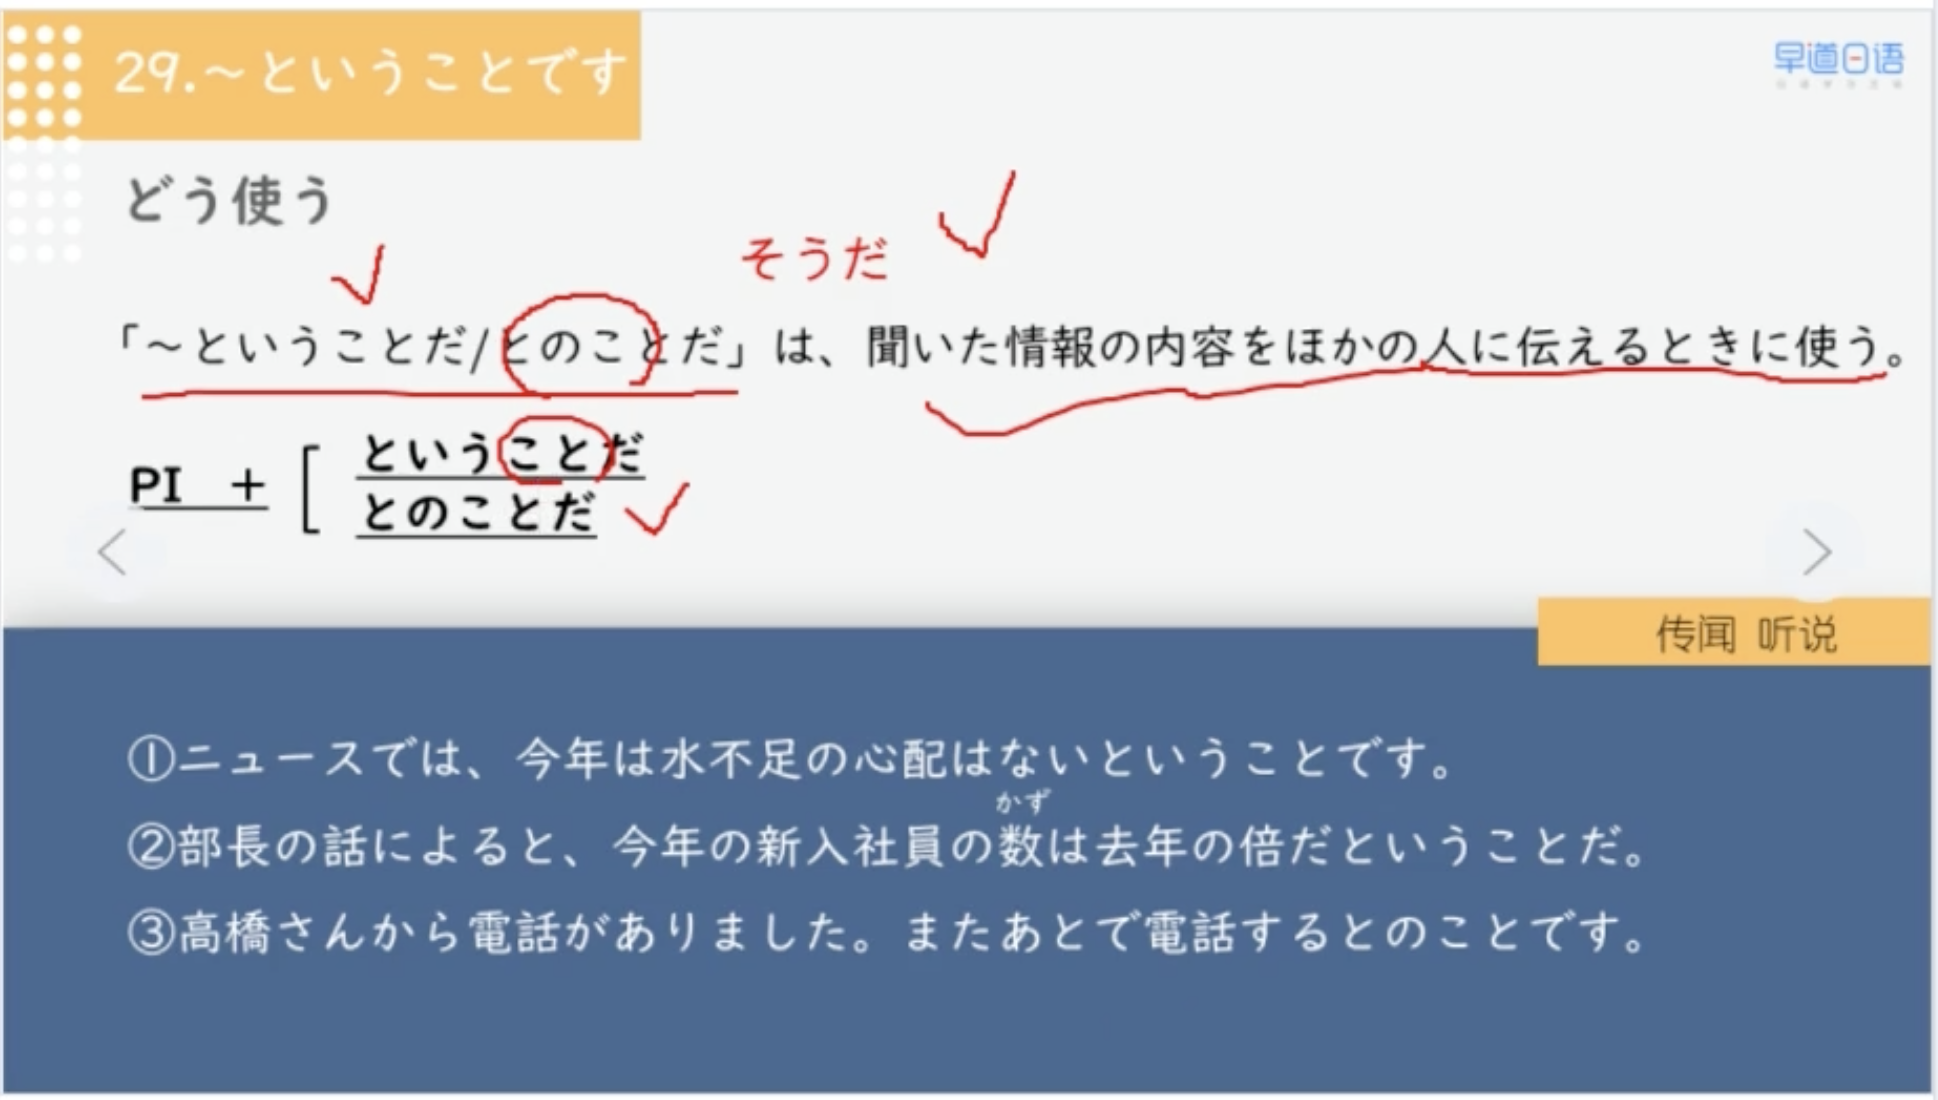 29.～ということです
早道日语
どう使う
そうだ
「～ということだ/とのことだ」は、聞いた情報の内容をほかの人に伝えるときに使う。
PI + [ ということだ
とのことだ
传闻 听说
①ニュースでは、今年は水不足の心配はないということです。
かず
②部長の話によると、今年の新入社員の数は去年の倍だということだ。
③高橋さんから電話がありました。またあとで電話するとのことです。